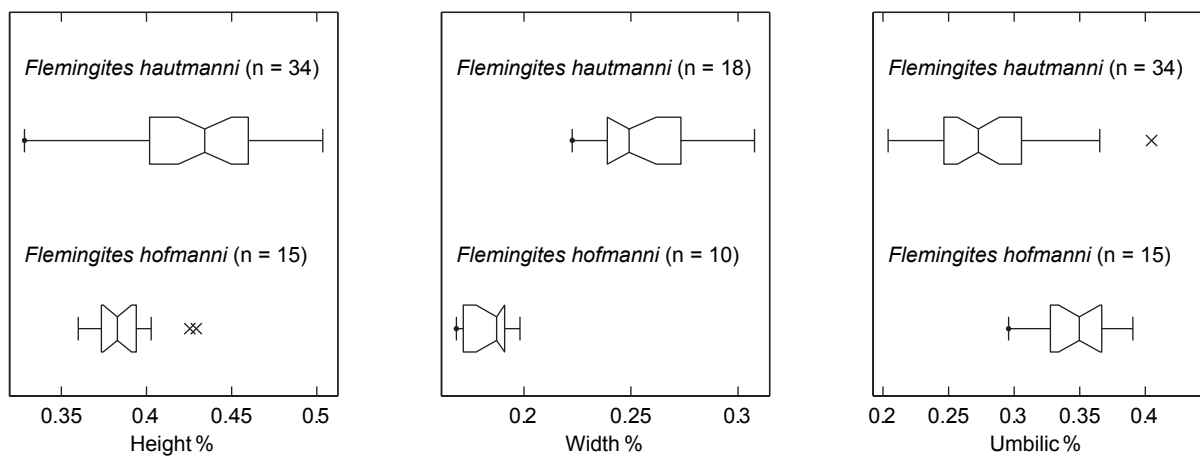 Flemingites hautmanni (n = 34)
Flemingites hofmanni (n = 15)
0.35 0.4 0.45 0.5
Height %
Flemingites hautmanni (n = 18)
Flemingites hofmanni (n = 10)
0.2 0.25 0.3
Width %
Flemingites hautmanni (n = 34)
Flemingites hofmanni (n = 15)
0.2 0.25 0.3 0.35 0.4
Umbilic %